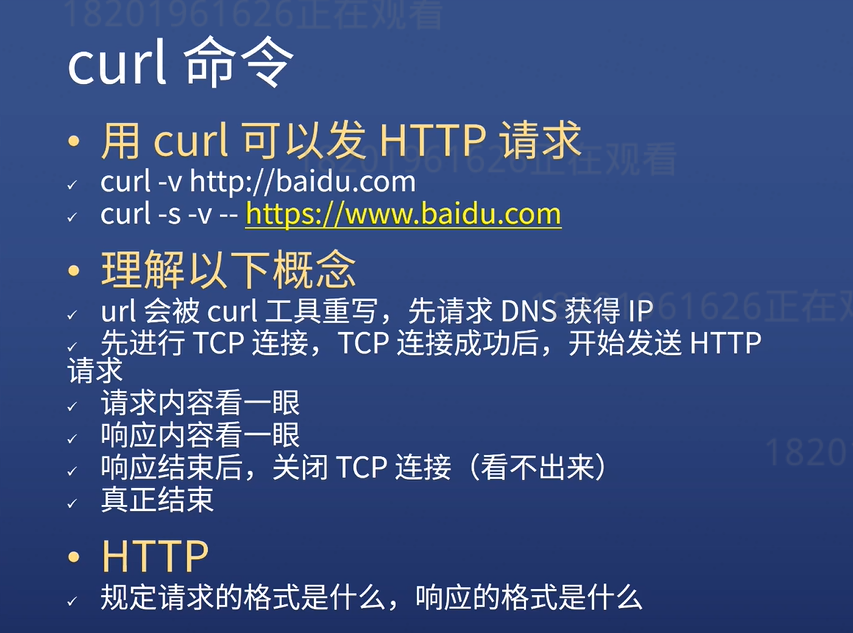 18201961626正在观看
curl 命令
• 用 curl 可以发 HTTP 请求
18201961626正在观看
✓ curl -v http://baidu.com
✓ curl -s -v -- https://www.baidu.com
• 理解以下概念
✓ url 会被 curl 工具重写，先请求 DNS 获得 IP
18201961626正在观
✓ 先进行 TCP 连接，TCP 连接成功后，开始发送 HTTP
请求
✓ 请求内容看一眼
✓ 响应内容看一眼
18201
✓ 响应结束后，关闭 TCP 连接（看不出来）
✓ 真正结束
• HTTP
✓ 规定请求的格式是什么，响应的格式是什么